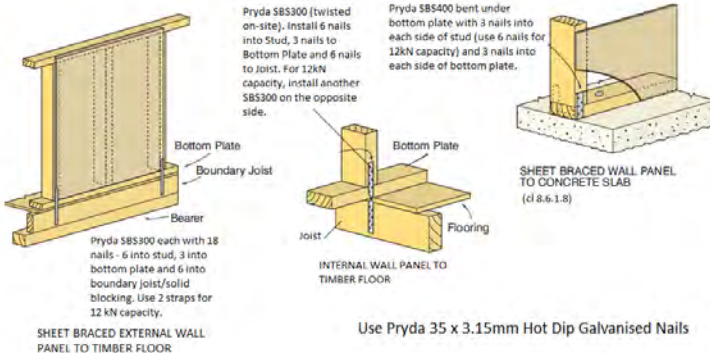 Pryda SBS300 (twisted
on-site). Install 6 nails
into Stud, 3 nails to
Bottom Plate and 6 nails
to Joist. For 12kN
capacity, install another
SBS300 on the opposite
side.
Pryda SBS400 bent under
bottom plate with 3 nails into
each side of stud (use 6 nails for
12kN capacity) and 3 nails into
each side of bottom plate.
Bottom Plate
Boundary Joist
Bearer
Pryda SBS300 each with 18
nails - 6 into stud, 3 into
bottom plate and 6 into
boundary joist/solid
blocking. Use 2 straps for
12 kN capacity.
SHEET BRACED EXTERNAL WALL
PANEL TO TIMBER FLOOR
Bottom Plate
Joist
Flooring
INTERNAL WALL PANEL TO
TIMBER FLOOR
SHEET BRACED WALL PANEL
TO CONCRETE SLAB
(cl 8.6.1.8)
Use Pryda 35 x 3.15mm Hot Dip Galvanised Nails